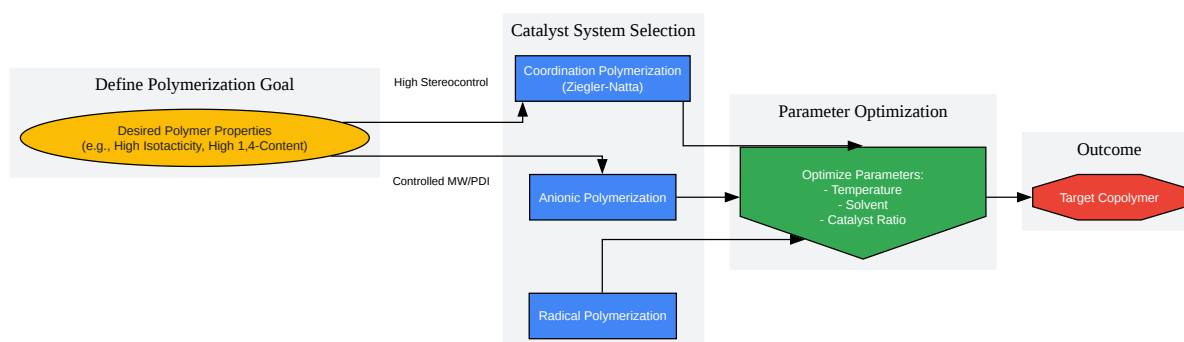 Define Polymerization Goal
Desired Polymer Properties
(e.g., High Isotacticity, High 1,4-Content)
High Stereocontrol
Controlled MW/PDI
Catalyst System Selection
Coordination Polymerization
(Ziegler-Natta)
Anionic Polymerization
Radical Polymerization
Parameter Optimization
Optimize Parameters:
- Temperature
- Solvent
- Catalyst Ratio
Outcome
Target Copolymer